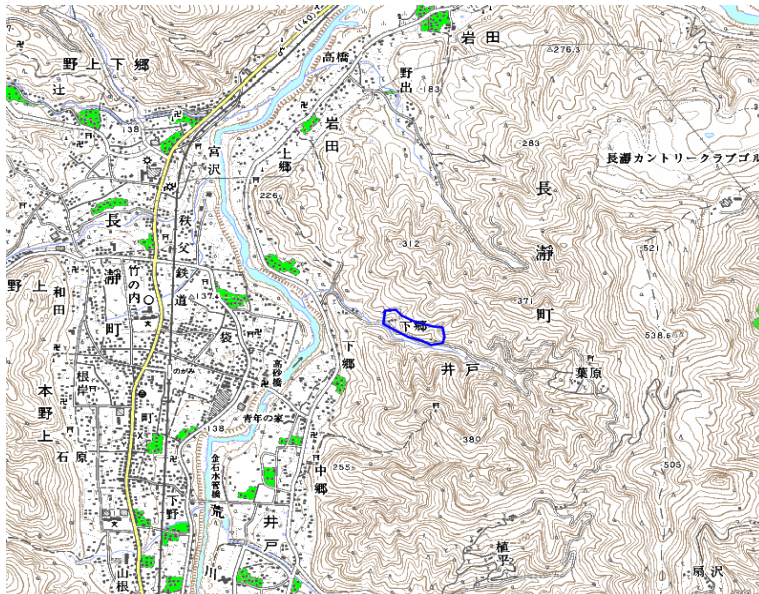 (140)
岩田
276.3
高橋
野上下郷
野出
183
辻
138
岩田
宮沢
上郷
283
長瀞カントリークラブゴル
長瀞町
226
秩父鉄道
312
521
長瀞町
竹の内
野上
和田
137.4
371
下郷
538.6
袋
下郷
井戸
葉原
高砂橋
のがみ
根岸
本野上
町
青年の家
138
380
石原
255
中郷
505
金石水管橋
下野
荒川
井戸
植平
山根
扇沢